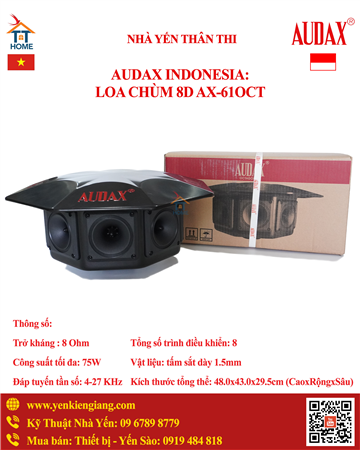 TT
HOME
NHÀ YẾN THÂN THI
AUDAX®
AUDAX INDONESIA:
LOA CHÙM 8D AX-61OCT
AUDAX
AUDAX
Thông số:
Trở kháng : 8 Ohm
Tổng số trình điều khiển: 8
Công suất tối đa: 75W
Vật liệu: tấm sắt dày 1.5mm
Đáp tuyến tần số: 4-27 KHz
Kích thước tổng thể: 48.0x43.0x29.5cm (CaoxRộngxSâu)
www.yenkiengiang.com
Kỹ Thuật Nhà Yến: 09 6789 8779
Mua bán: Thiết bị - Yến Sào: 0919 484 818